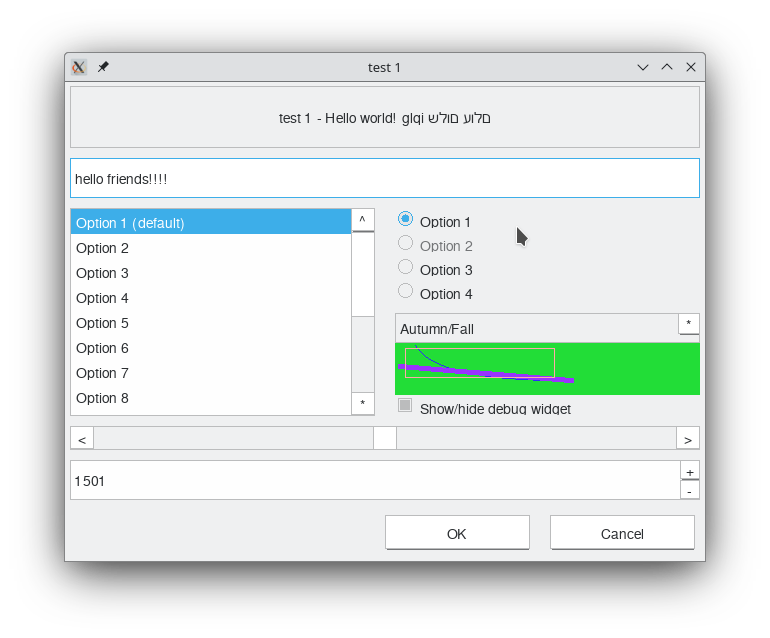 test 1
test 1 - Hello world! glqi שלום עולם
hello friends!!!!
Option 1 (default)
Option 2
Option 3
Option 4
Option 5
Option 6
Option 7
Option 8
^
*
Option 1
Option 2
Option 3
Option 4
Autumn/Fall
*
Show/hide debug widget
<
>
1501
+
-
OK
Cancel